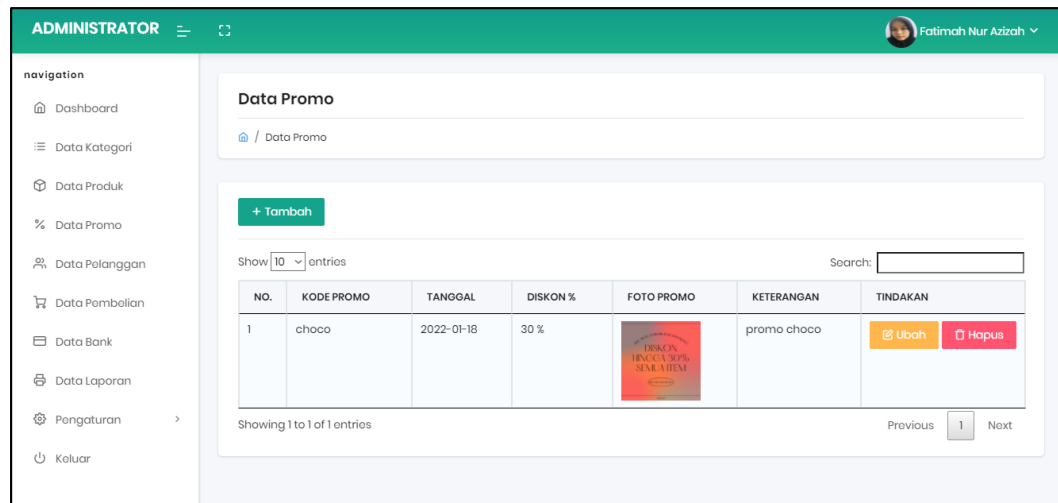 ADMINISTRATOR
Fatimah Nur Azizah
navigation
Dashboard
Data Kategori
Data Produk
Data Promo
Data Pelanggan
Data Pembelian
Data Bank
Data Laporan
Pengaturan
Keluar
Data Promo
/ Data Promo
+ Tambah
Show 10 entries
Search:
NO. KODE PROMO TANGGAL DISKON % FOTO PROMO KETERANGAN TINDAKAN
1 choco 2022-01-18 30 % promo choco Ubah Hapus
DISKON
HINGGA 30%
SEMUA ITEM
Showing 1 to 1 of 1 entries
Previous 1 Next